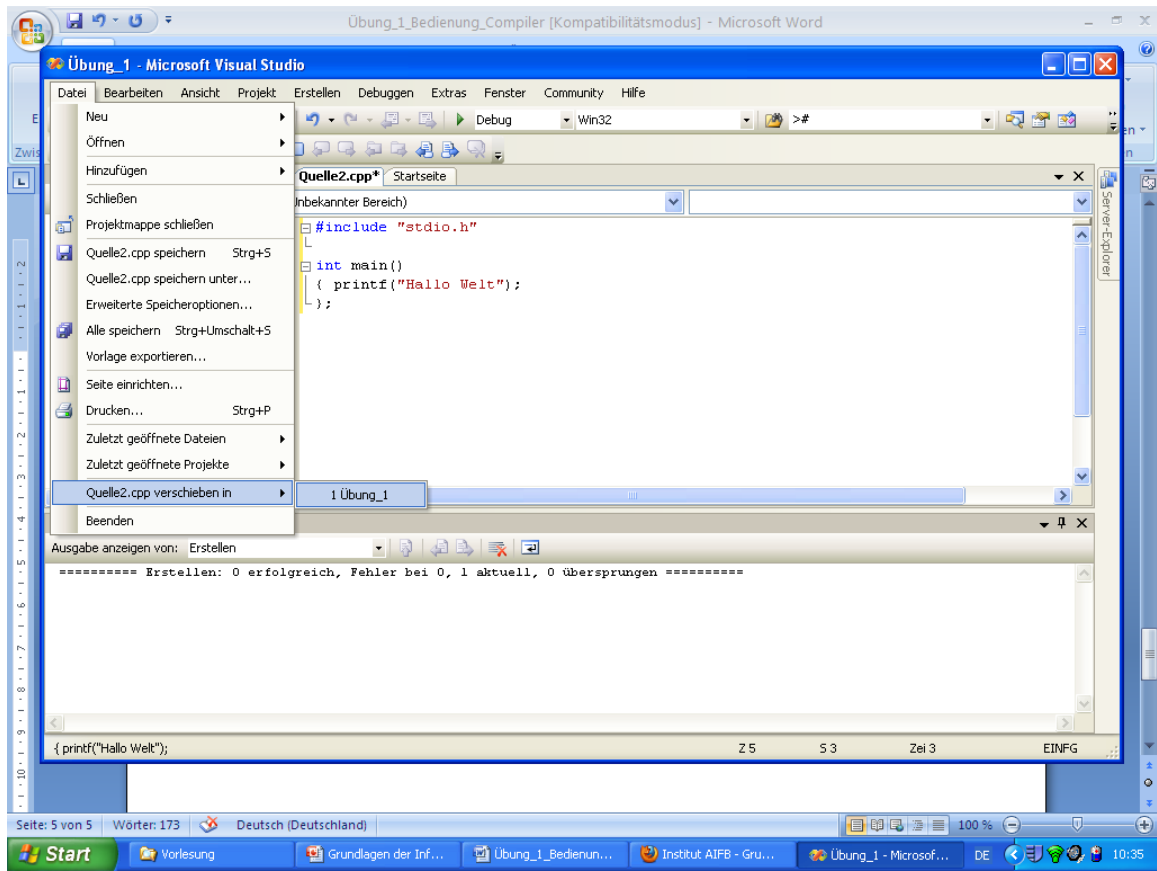 Übung_1_Bedienung_Compiler [Kompatibilitätsmodus] - Microsoft Word
Übung_1 - Microsoft Visual Studio
Datei Bearbeiten Ansicht Projekt Erstellen Debuggen Extras Fenster Community Hilfe
Neu
Debug Win32 >#
Öffnen
Hinzufügen
Quelle2.cpp* Startseite
Schließen
Unbekannter Bereich)
Projektmappe schließen
#include "stdio.h"
Server-Explorer
Quelle2.cpp speichern Strg+S
int main()
Quelle2.cpp speichern unter...
{ printf("Hallo Welt");
Erweiterte Speicheroptionen...
};
Alle speichern Strg+Umschalt+S
Vorlage exportieren...
Seite einrichten...
Drucken... Strg+P
Zuletzt geöffnete Dateien
Zuletzt geöffnete Projekte
Quelle2.cpp verschieben in
1 Übung_1
Beenden
Ausgabe anzeigen von: Erstellen
========== Erstellen: 0 erfolgreich, Fehler bei 0, 1 aktuell, 0 übersprungen ==========
{ printf("Hallo Welt"); Z 5 S 3 Zei 3 EINFG
Seite: 5 von 5 Wörter: 173 Deutsch (Deutschland) 100 %
Start Vorlesung Grundlagen der Inf... Übung_1_Bedienun... Institut AIFB - Gru... Übung_1 - Microsof... DE 10:35